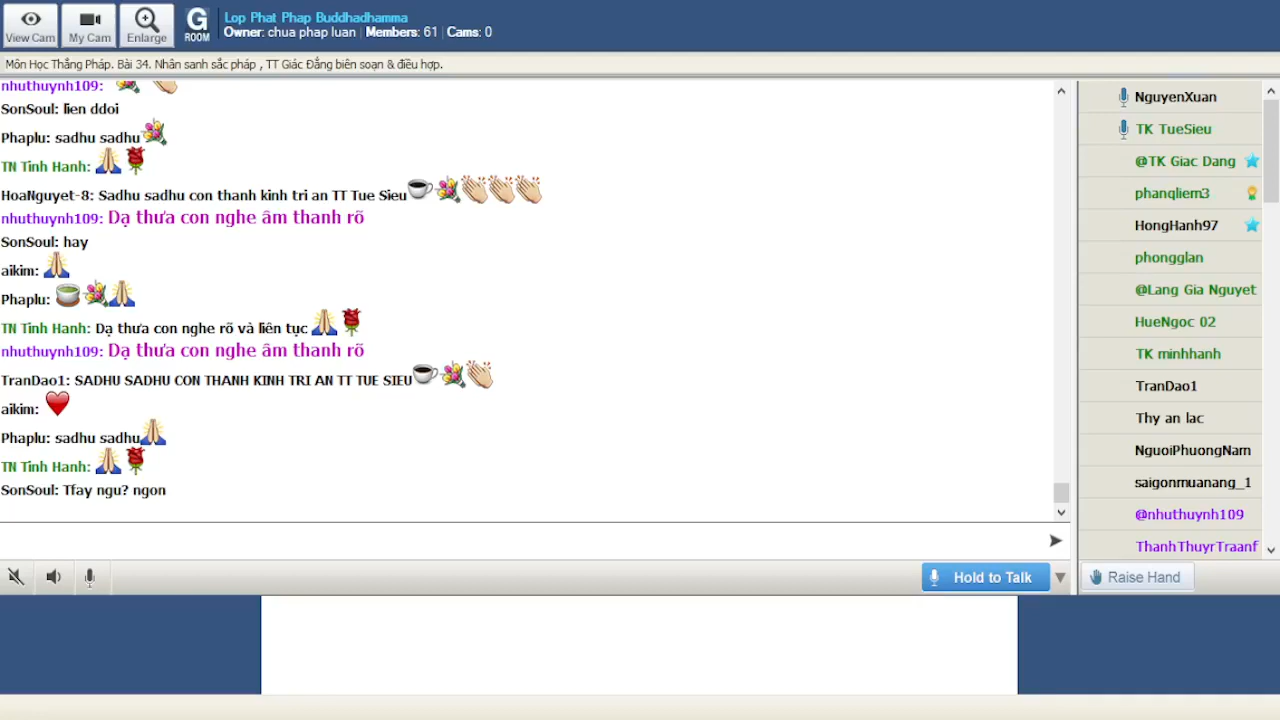 View Cam
My Cam
Enlarge
G
ROOM
Lop Phat Phap Buddhadhamma
Owner: chua phap luan | Members: 61 | Cams: 0
Môn Học Thắng Pháp. Bài 34. Nhân sanh sắc pháp , TT Giác Đẳng biên soạn & điều hợp.
nhuthuynh109:
SonSoul: lien ddoi
Phaplu: sadhu sadhu
TN Tinh Hanh:
HoaNguyet-8: Sadhu sadhu con thanh kinh tri an TT Tue Sieu
nhuthuynh109: Dạ thưa con nghe âm thanh rõ
SonSoul: hay
aikim:
Phaplu:
TN Tinh Hanh: Dạ thưa con nghe rõ và liên tục
nhuthuynh109: Dạ thưa con nghe âm thanh rõ
TranDao1: SADHU SADHU CON THANH KINH TRI AN TT TUE SIEU
aikim:
Phaplu: sadhu sadhu
TN Tinh Hanh:
SonSoul: Tfay ngu? ngon
NguyenXuan
TK TueSieu
@TK Giac Dang
phanqliem3
HongHanh97
phongglan
@Lang Gia Nguyet
HueNgoc 02
TK minhhanh
TranDao1
Thy an lac
NguoiPhuongNam
saigonmuanang_1
@nhuthuynh109
ThanhThuyrTraanf
Hold to Talk
Raise Hand